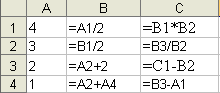 A B C
1 4 =A1/2 =B1*B2
2 3 =B1/2 =B3/B2
3 2 =A2+2 =C1-B2
4 1 =A2+A4 =B3-A1